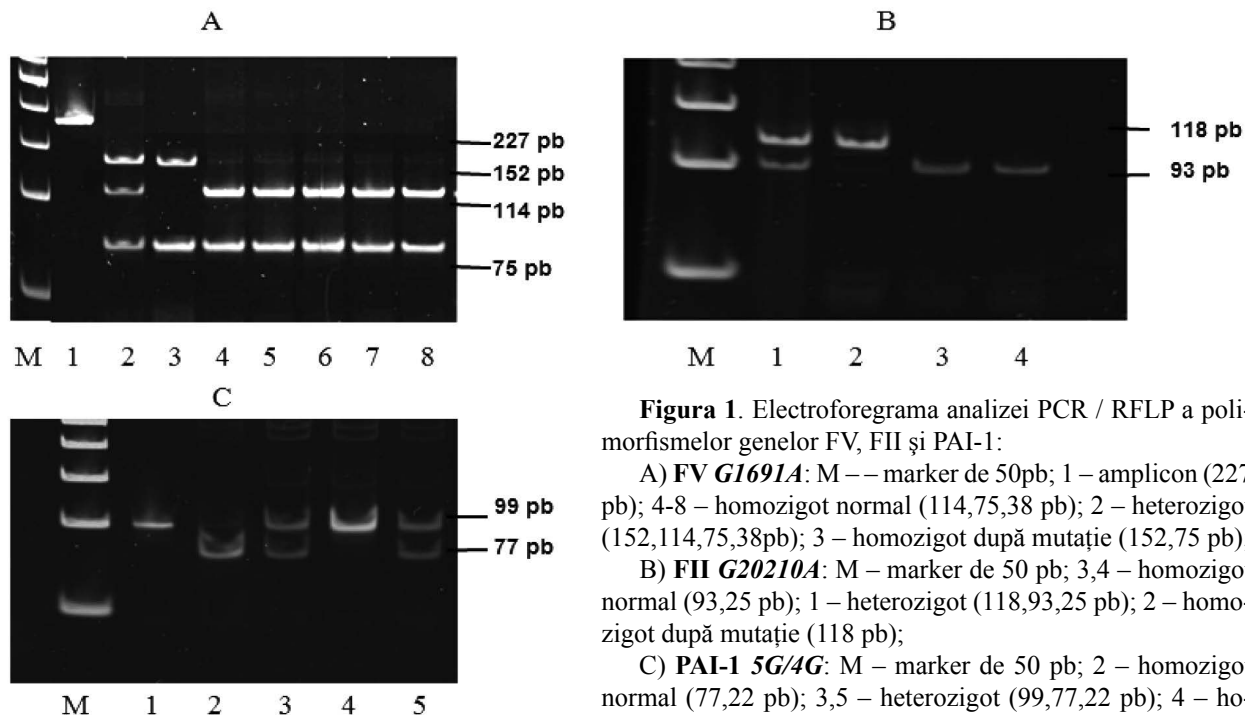 A
227 pb
152 pb
114 pb
75 pb
M 1 2 3 4 5 6 7 8
B
118 pb
93 pb
M 1 2 3 4
C
99 pb
77 pb
M 1 2 3 4 5
Figura 1. Electroforegrama analizei PCR / RFLP a poli-
morfismelor genelor FV, FII şi PAI-1:
A) FV G1691A: M – – marker de 50pb; 1 – amplicon (227
pb); 4-8 – homozigot normal (114,75,38 pb); 2 – heterozigot
(152,114,75,38pb); 3 – homozigot după mutație (152,75 pb)
B) FII G20210A: M – marker de 50 pb; 3,4 – homozigo
normal (93,25 pb); 1 – heterozigot (118,93,25 pb); 2 – homo-
zigot după mutație (118 pb);
C) PAI-1 5G/4G: M – marker de 50 pb; 2 – homozigo
normal (77,22 pb); 3,5 – heterozigot (99,77,22 pb); 4 – ho-